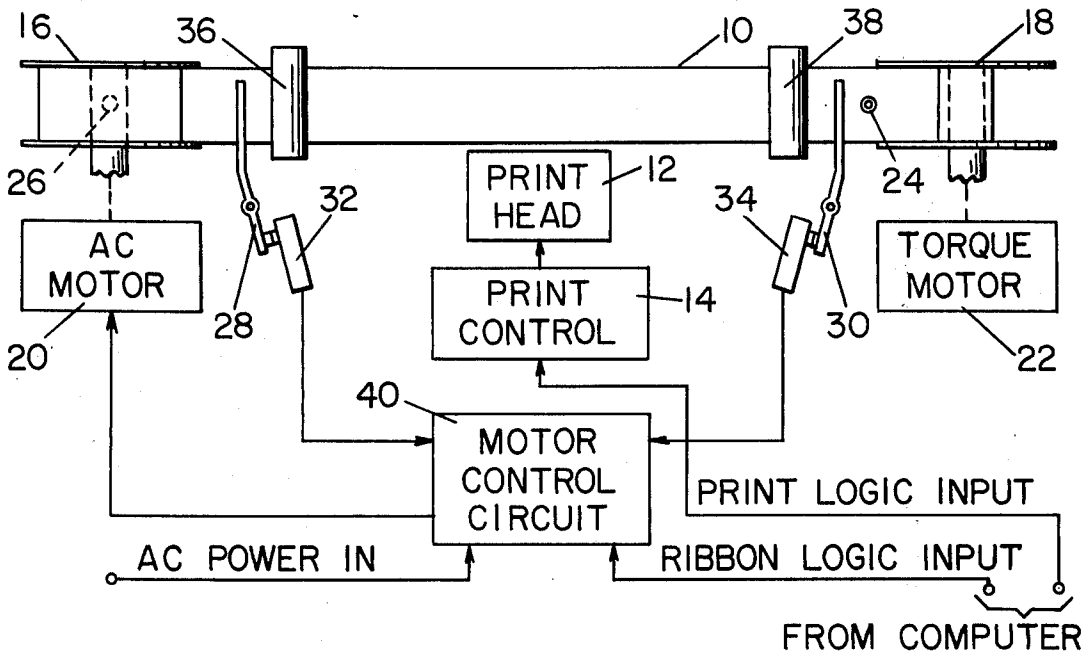 16
36
10
38
18
26
32
12
PRINT
HEAD
34
24
AC
MOTOR
28
PRINT
CONTROL
14
30
TORQUE
MOTOR
20
22
40
MOTOR
CONTROL
CIRCUIT
PRINT LOGIC INPUT
AC POWER IN
RIBBON LOGIC INPUT
FROM COMPUTER